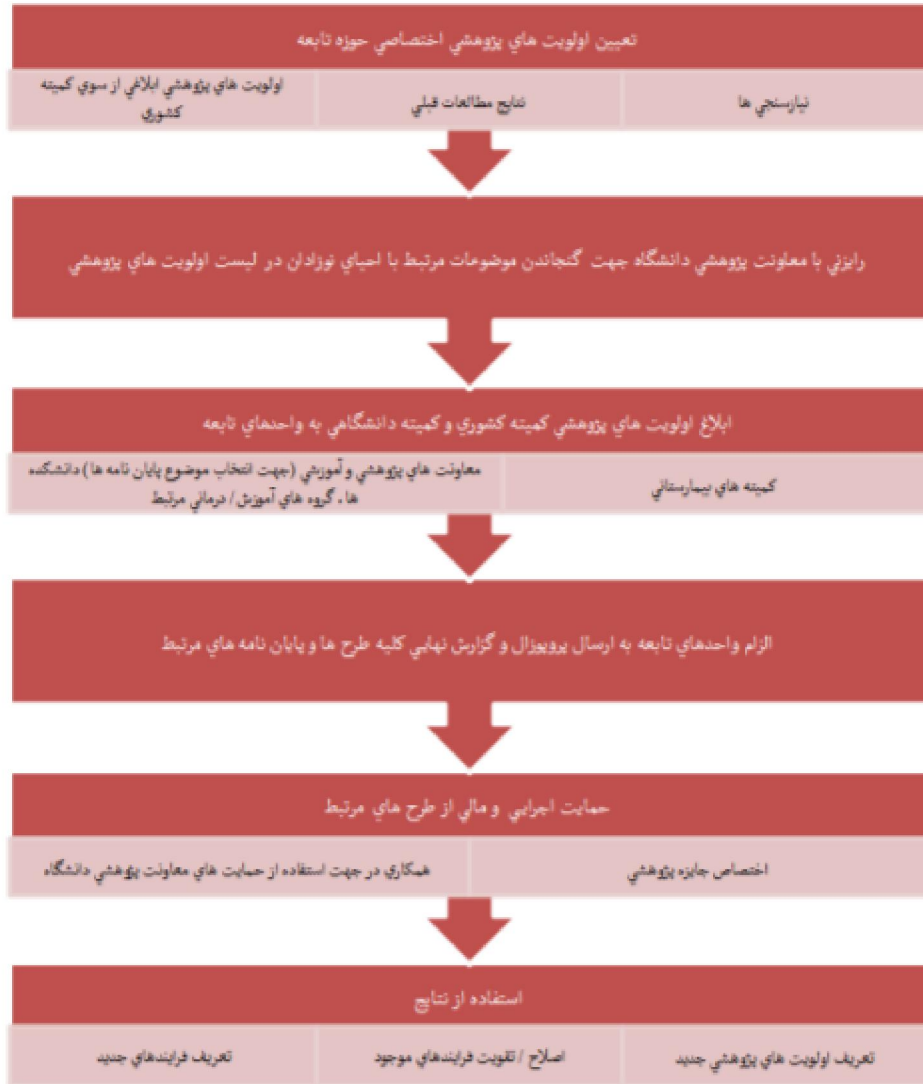 تعيين اولويت هاي پژوهشي اختصاصي حوزه تابعه
نيازسنجي ها
نتايج مطالعات قبلي
اولويت هاي پژوهشي ابلاغي از سوي كميته
كشوري
رايزني با معاونت پژوهشي دانشگاه جهت گنجاندن موضوعات مرتبط با احياي نوزادان در ليست اولويت هاي پژوهشي
ابلاغ اولويت هاي پژوهشي كميته كشوري و كميته دانشگاهي به واحدهاي تابعه
كميته هاي بيمارستاني
معاونت هاي پژوهشي و آموزشي (جهت انتخاب موضوع پايان نامه ها) دانشكده
ها ، گروه هاي آموزش / درماني مرتبط
الزام واحدهاي تابعه به ارسال پروپوزال و گزارش نهايي كليه طرح ها و پايان نامه هاي مرتبط
حمايت اجرايي و مالي از طرح هاي مرتبط
اختصاص جايزه پژوهشي
همكاري در جهت استفاده از حمايت هاي معاونت پژوهشي دانشگاه
استفاده از نتايج
تعريف اولويت هاي پژوهشي جديد
اصلاح / تقويت فرايندهاي موجود
تعريف فرايندهاي جديد